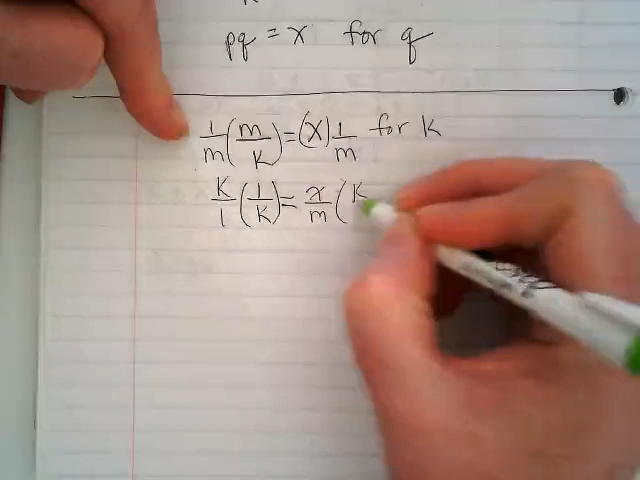 pq = x for q
1/m (m/k) = (x) 1/m for k
k/1 (1/k) = x/m (k